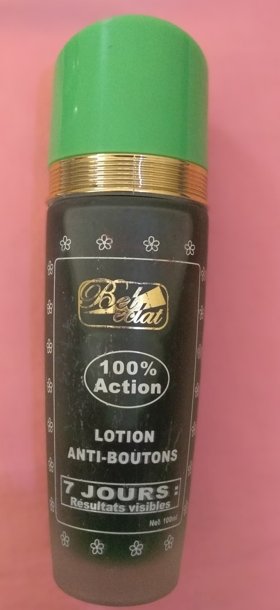 Bel
eclat
100%
Action
LOTION
ANTI-BOUTONS
7 JOURS :
Résultats visibles
Net: 100ml